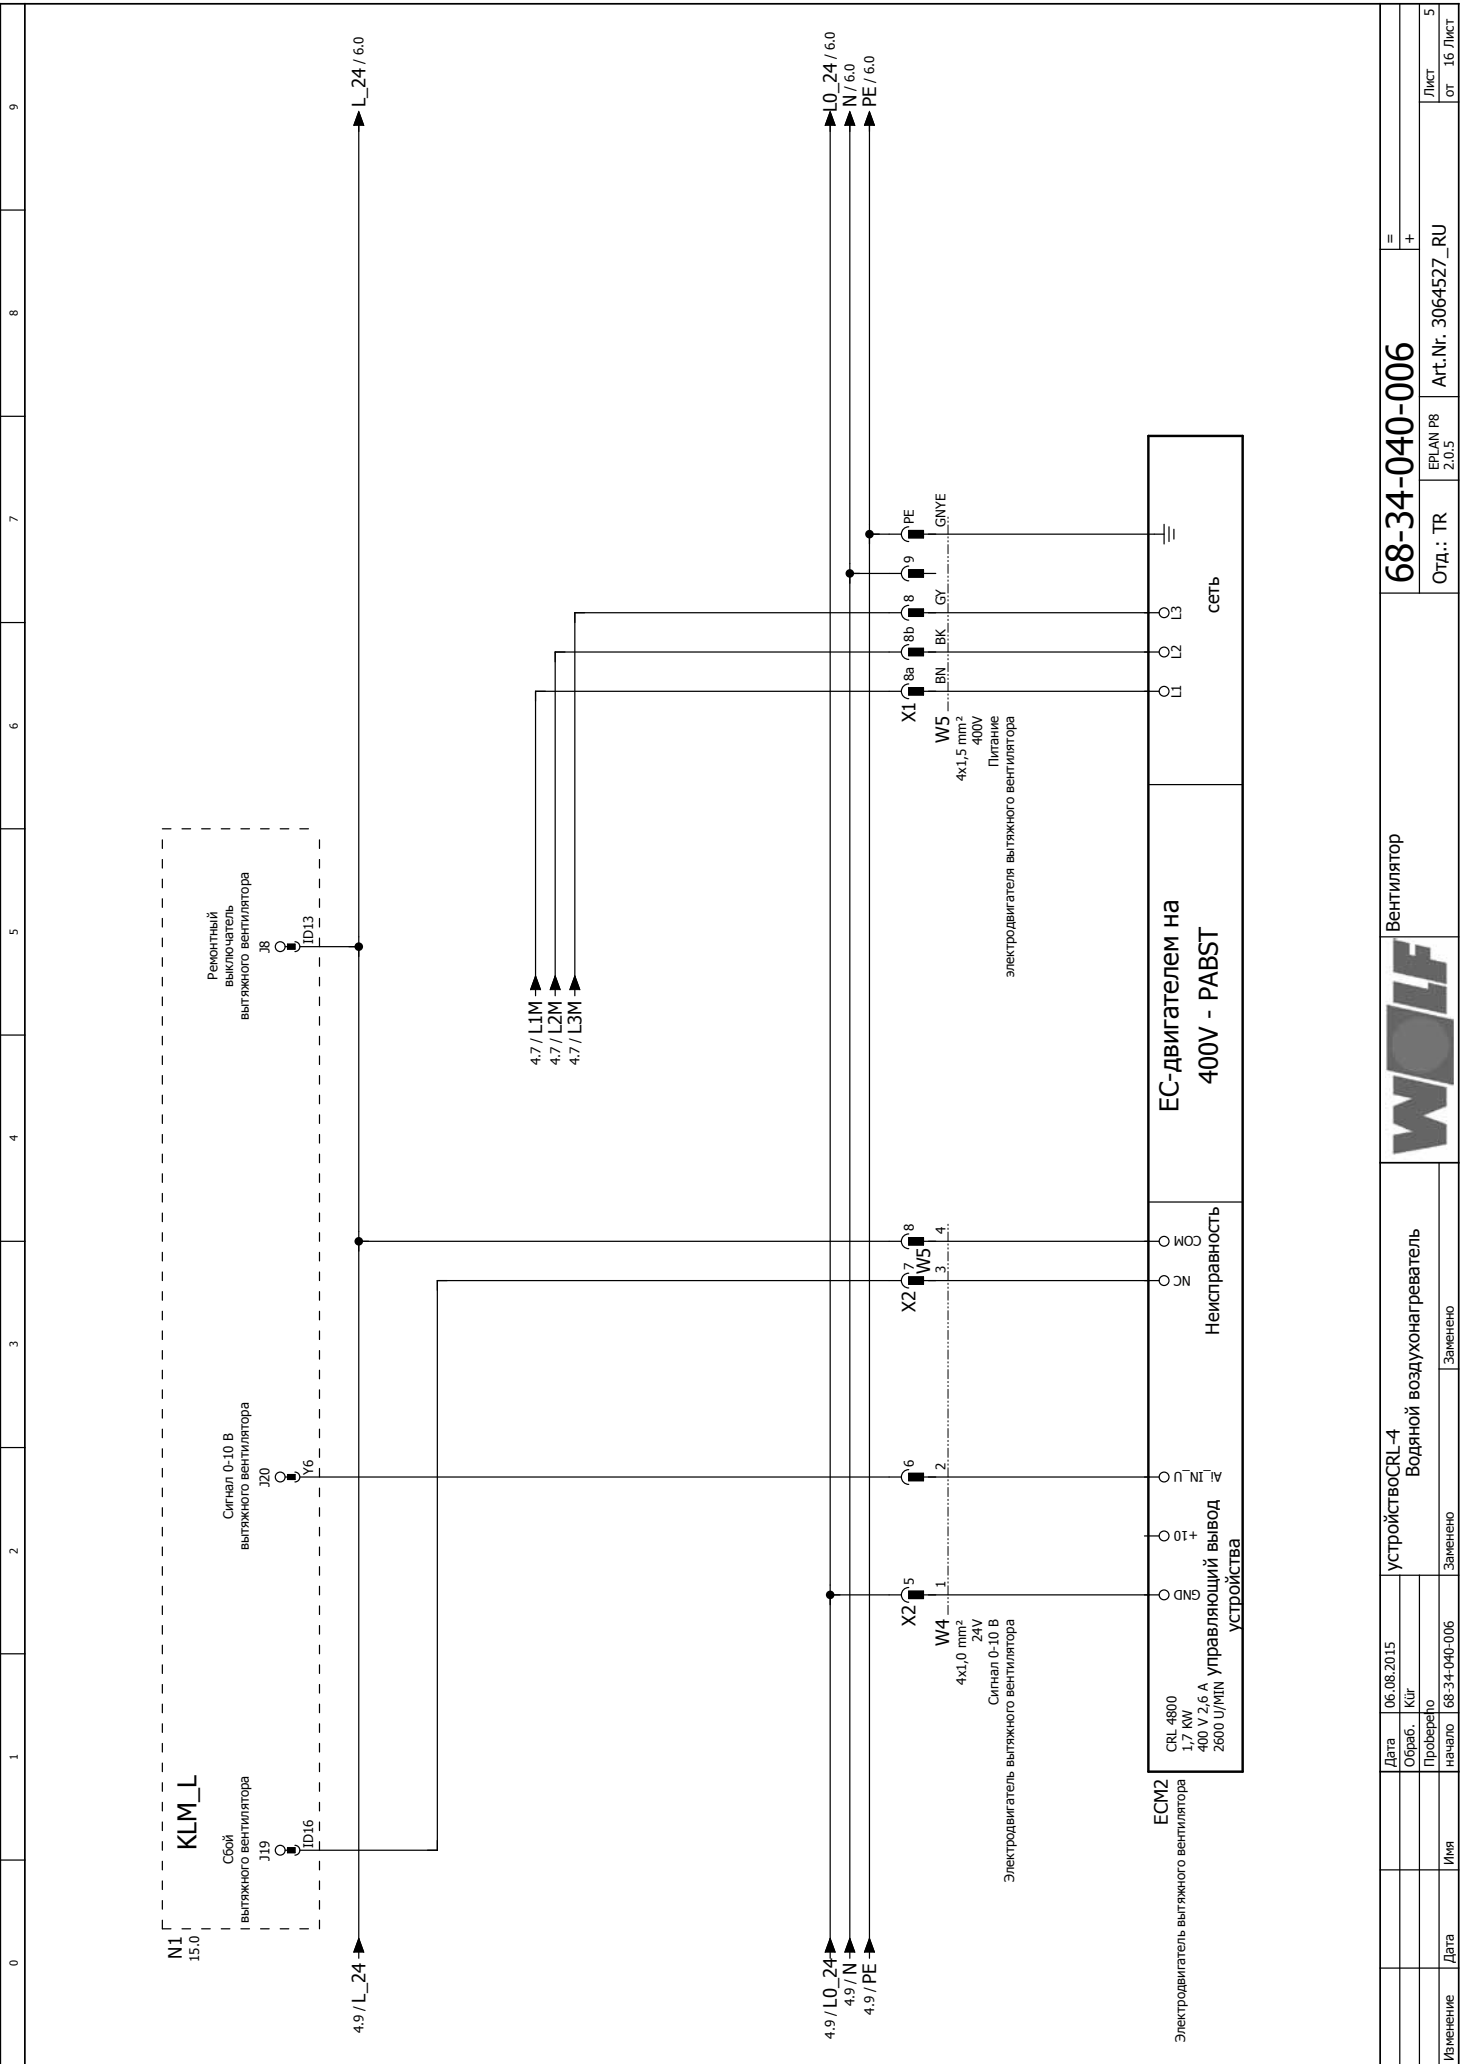 0
1
2
3
4
5
6
7
8
9
N1
15.0
KLM_L
Сбой
вытяжного вентилятора
J19
ID16
Сигнал 0-10 В
вытяжного вентилятора
J20
Y6
Ремонтный
выключатель
вытяжного вентилятора
J8
ID13
4.9 / L_24
L_24 / 6.0
4.7 / L1M
4.7 / L2M
4.7 / L3M
4.9 / L0_24
4.9 / N
4.9 / PE
L0_24 / 6.0
N / 6.0
PE / 6.0
X2
5
6
X2
7
8
W5
X1
8a
8b
8
9
PE
W4
1
2
3
4
4x1,0 mm²
24V
Сигнал 0-10 В
Электродвигатель вытяжного вентилятора
W5
BN
BK
GY
GNYE
4x1,5 mm²
400V
Питание
электродвигателя вытяжного вентилятора
ECM2
Электродвигатель вытяжного вентилятора
CRL 4800
1,7 KW
400 V 2,6 A
2600 U/MIN
GND
+10
Ai_IN_U
управляющий вывод
устройства
NC
COM
Неисправность
ЕС-двигателем на
400V - PABST
L1
L2
L3
сеть
Изменение
Дата
Имя
Дата
06.08.2015
Обраб.
Kür
Проверено
начало
68-34-040-006
устройствоCRL-4
Водяной воздухонагреватель
Заменено
Заменено
WOLF
Вентилятор
68-34-040-006
=
+
Отд.: TR
EPLAN P8
2.0.5
Art.Nr. 3064527_RU
Лист
5
от
16 Лист